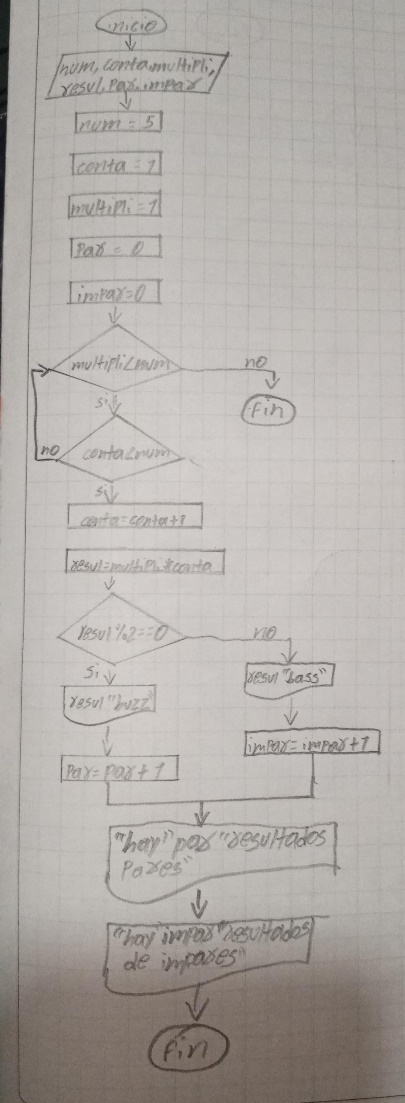 inicio
num, conta, multipli,
resul, par, impar
num = 5
conta = 1
multipli = 1
Par = 0
impar=0
multipli<num
no
si
Fin
no
conta<num
si
conta=conta+1
resul=multipli*conta
resul%2==0
no
si
resul "buzz"
resul "bass"
Par=Par+1
impar=impar+1
"hay" par "resultados
Pares"
"hay" impar "resultados
de impares"
Fin